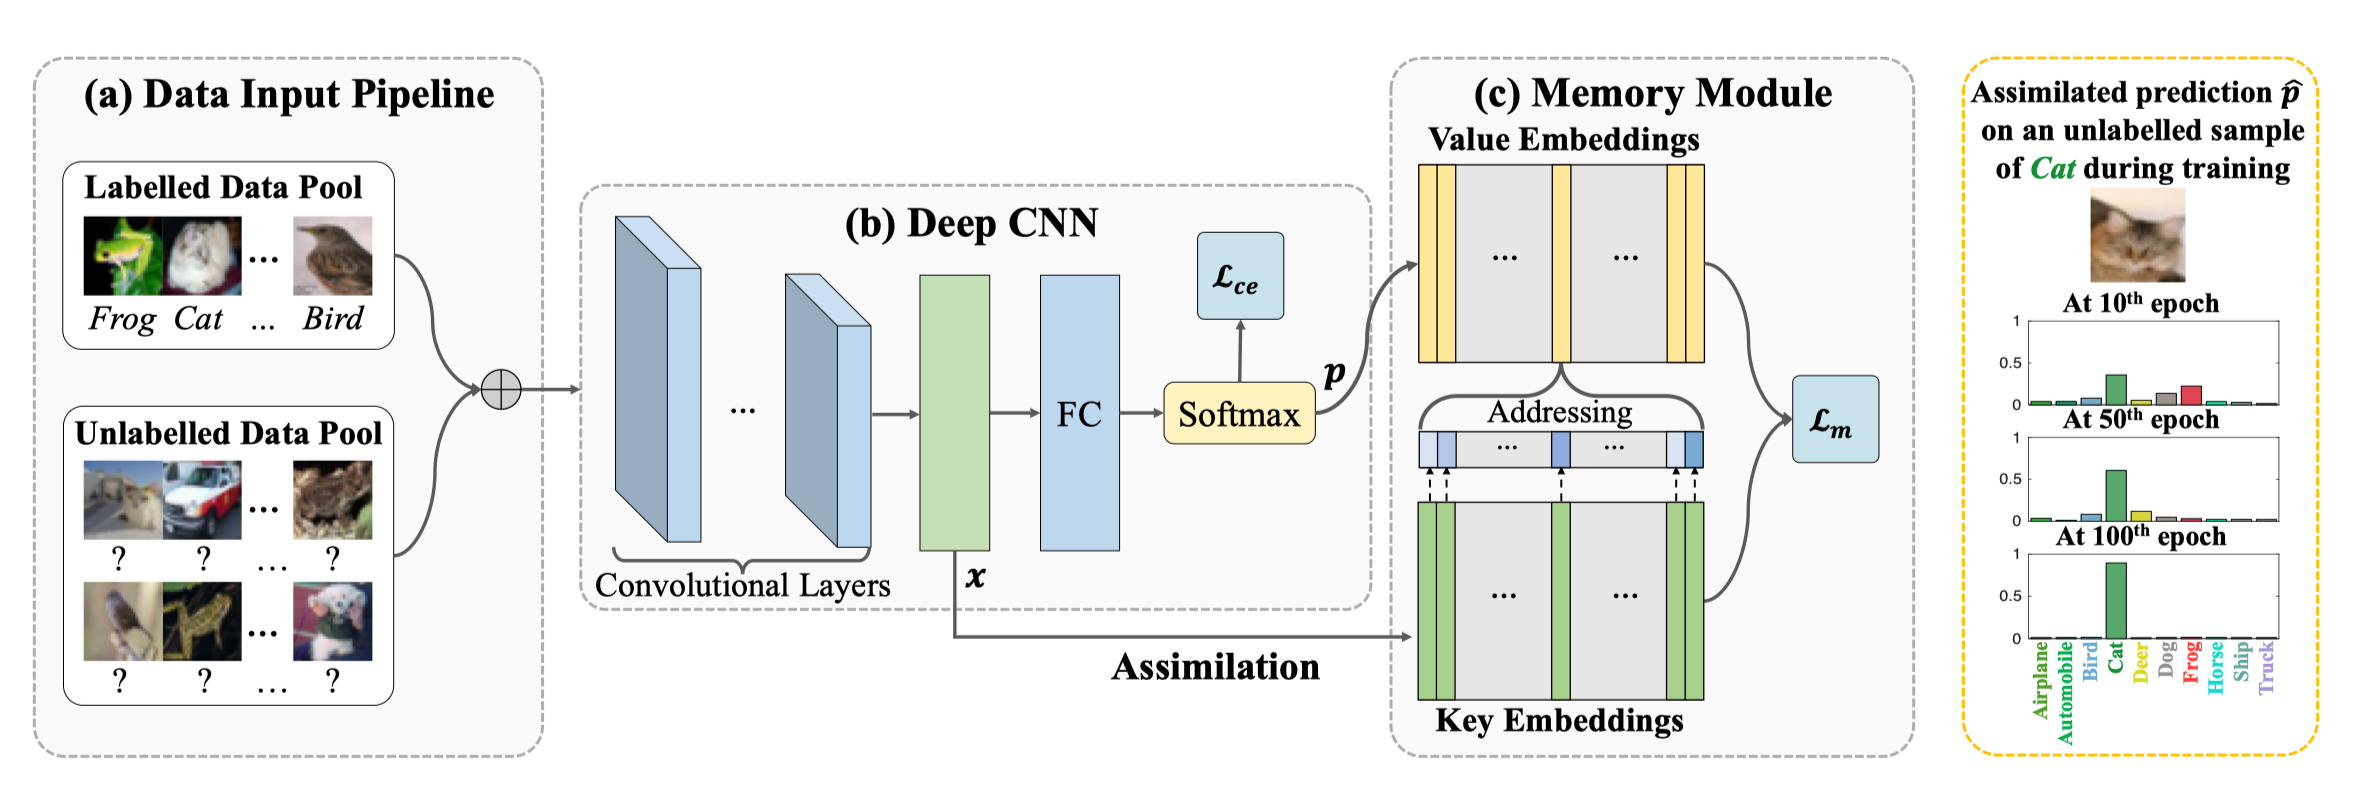 (a) Data Input Pipeline
Labelled Data Pool
...
Frog Cat ... Bird
Unlabelled Data Pool
...
? ? ... ?
...
? ? ... ?
(b) Deep CNN
...
Convolutional Layers
x
FC
Softmax
ℒce
p
Assimilation
(c) Memory Module
Value Embeddings
... ...
Addressing
... ...
... ...
Key Embeddings
ℒm
Assimilated prediction p̂
on an unlabelled sample
of Cat during training
At 10th epoch
1
0.5
0
At 50th epoch
1
0.5
0
At 100th epoch
1
0.5
0
Airplane
Automobile
Bird
Cat
Deer
Dog
Frog
Horse
Ship
Truck